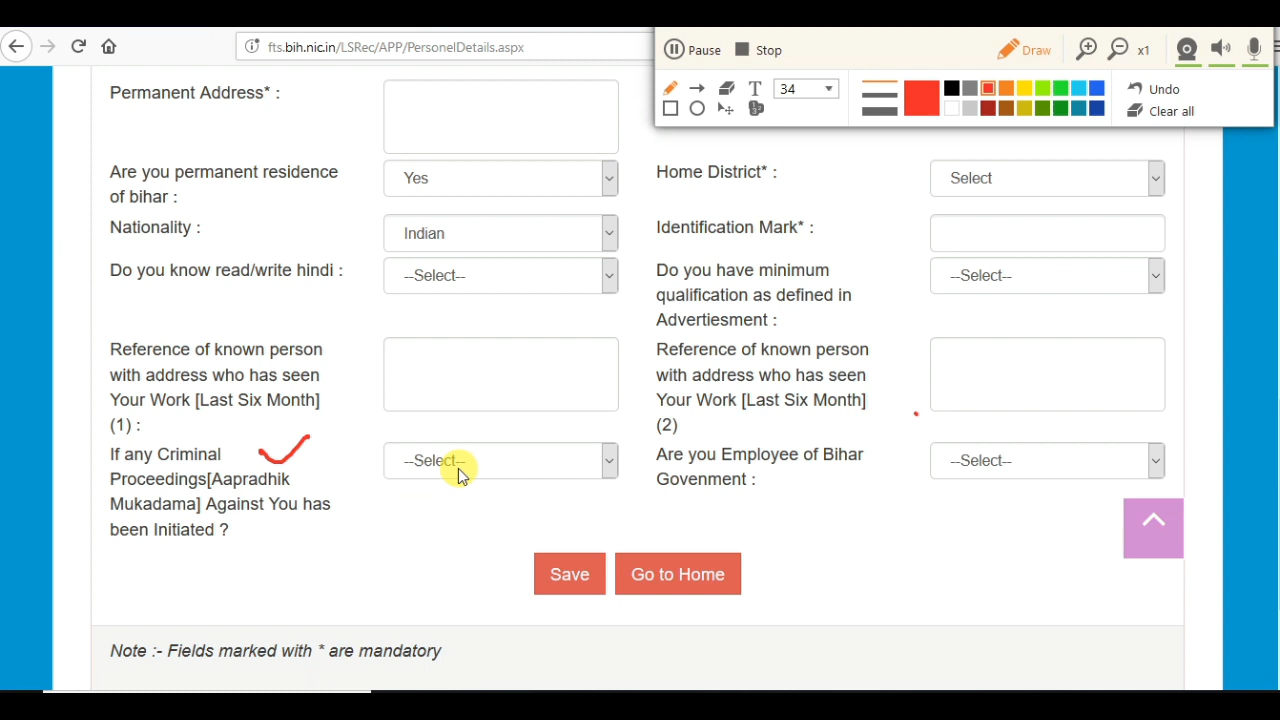 fts.bih.nic.in/LSRec/APP/PersonelDetails.aspx
Pause
Stop
Draw
x1
T
34
Undo
Clear all
Permanent Address* :
Are you permanent residence
of bihar :
Yes
Home District* :
Select
Nationality :
Indian
Identification Mark* :
Do you know read/write hindi :
--Select--
Do you have minimum
qualification as defined in
Advertiesment :
--Select--
Reference of known person
with address who has seen
Your Work [Last Six Month]
(1) :
Reference of known person
with address who has seen
Your Work [Last Six Month]
(2)
If any Criminal
Proceedings[Aapradhik
Mukadama] Against You has
been Initiated ?
--Select--
Are you Employee of Bihar
Govenment :
--Select--
Save
Go to Home
Note :- Fields marked with * are mandatory